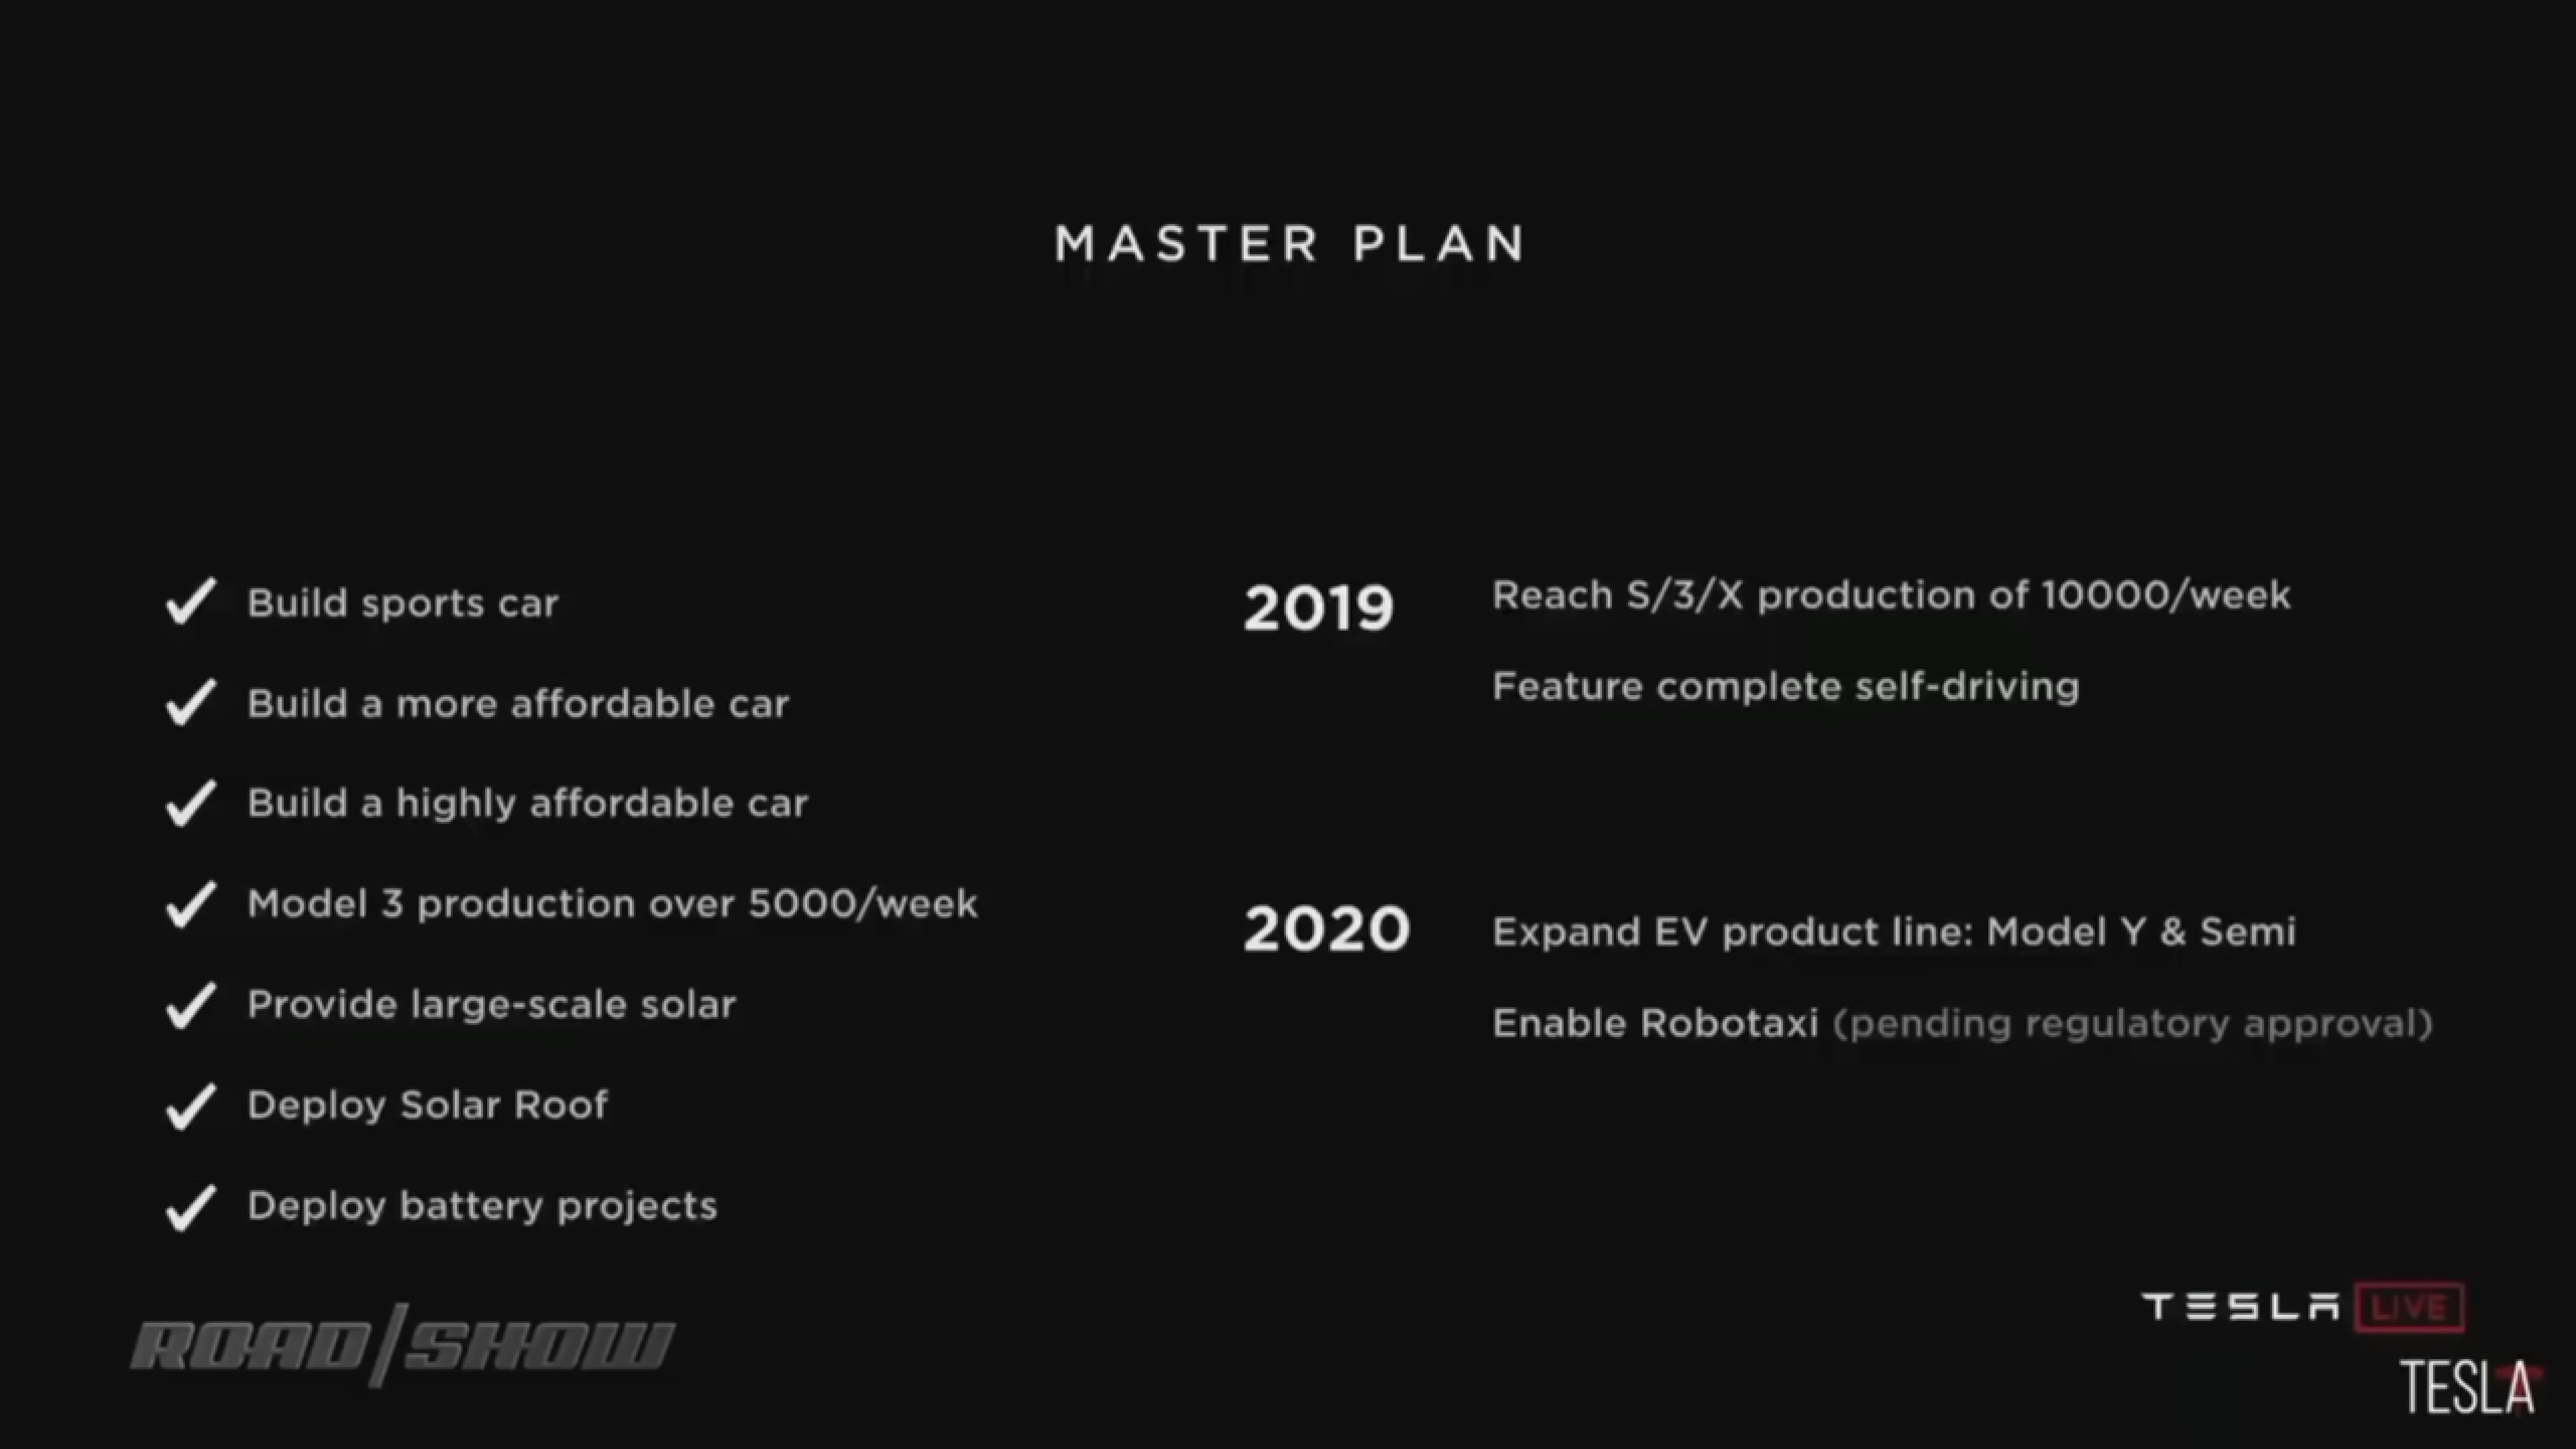 MASTER PLAN
Build sports car
Build a more affordable car
Build a highly affordable car
Model 3 production over 5000/week
Provide large-scale solar
Deploy Solar Roof
Deploy battery projects
2019
Reach S/3/X production of 10000/week
Feature complete self-driving
2020
Expand EV product line: Model Y & Semi
Enable Robotaxi (pending regulatory approval)
ROAD/SHOW
TESLA LIVE
TESLA